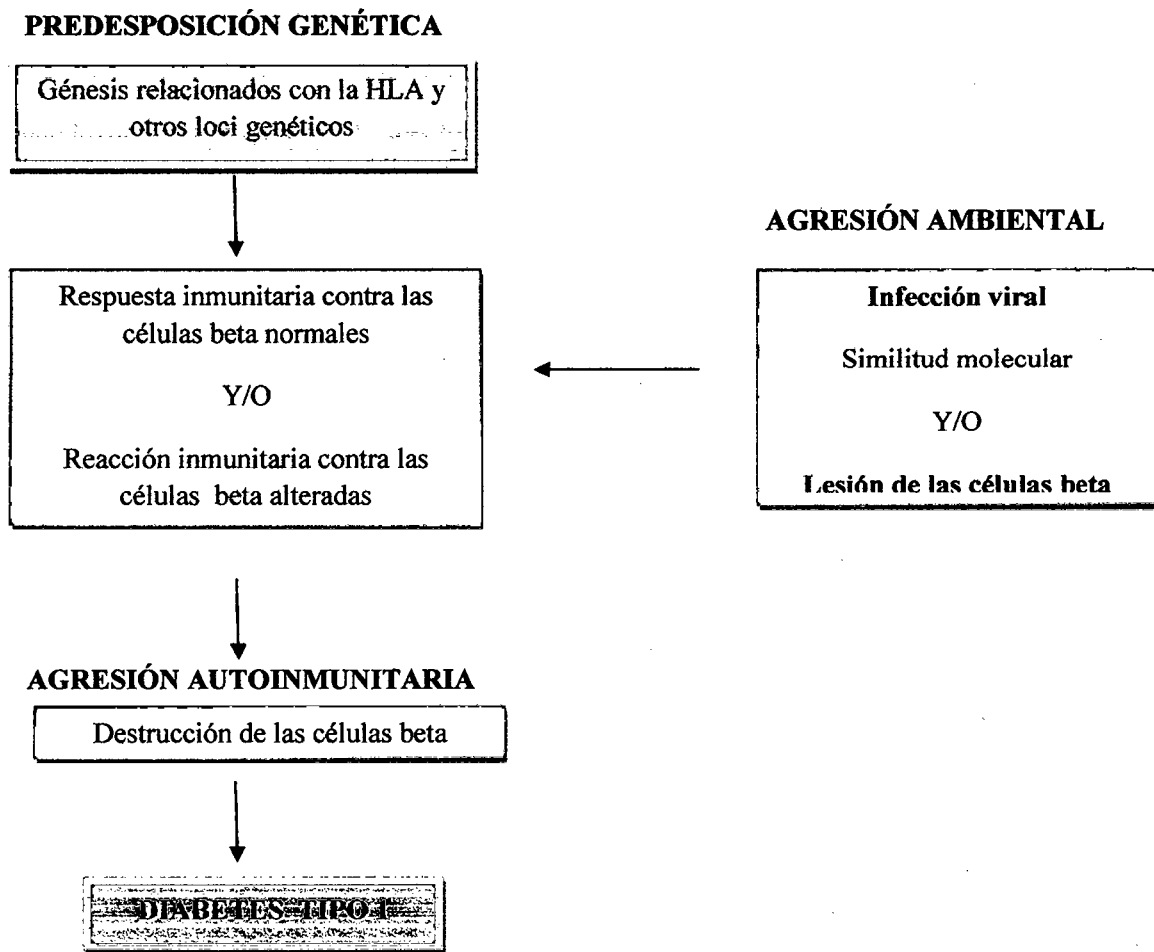 PREDESPOSICIÓN GENÉTICA
Génesis relacionados con la HLA y
otros loci genéticos
Respuesta inmunitaria contra las
células beta normales
Y/O
Reacción inmunitaria contra las
células beta alteradas
AGRESIÓN AMBIENTAL
Infección viral
Similitud molecular
Y/O
Lesión de las células beta
AGRESIÓN AUTOINMUNITARIA
Destrucción de las células beta
DIABETES TIPO I